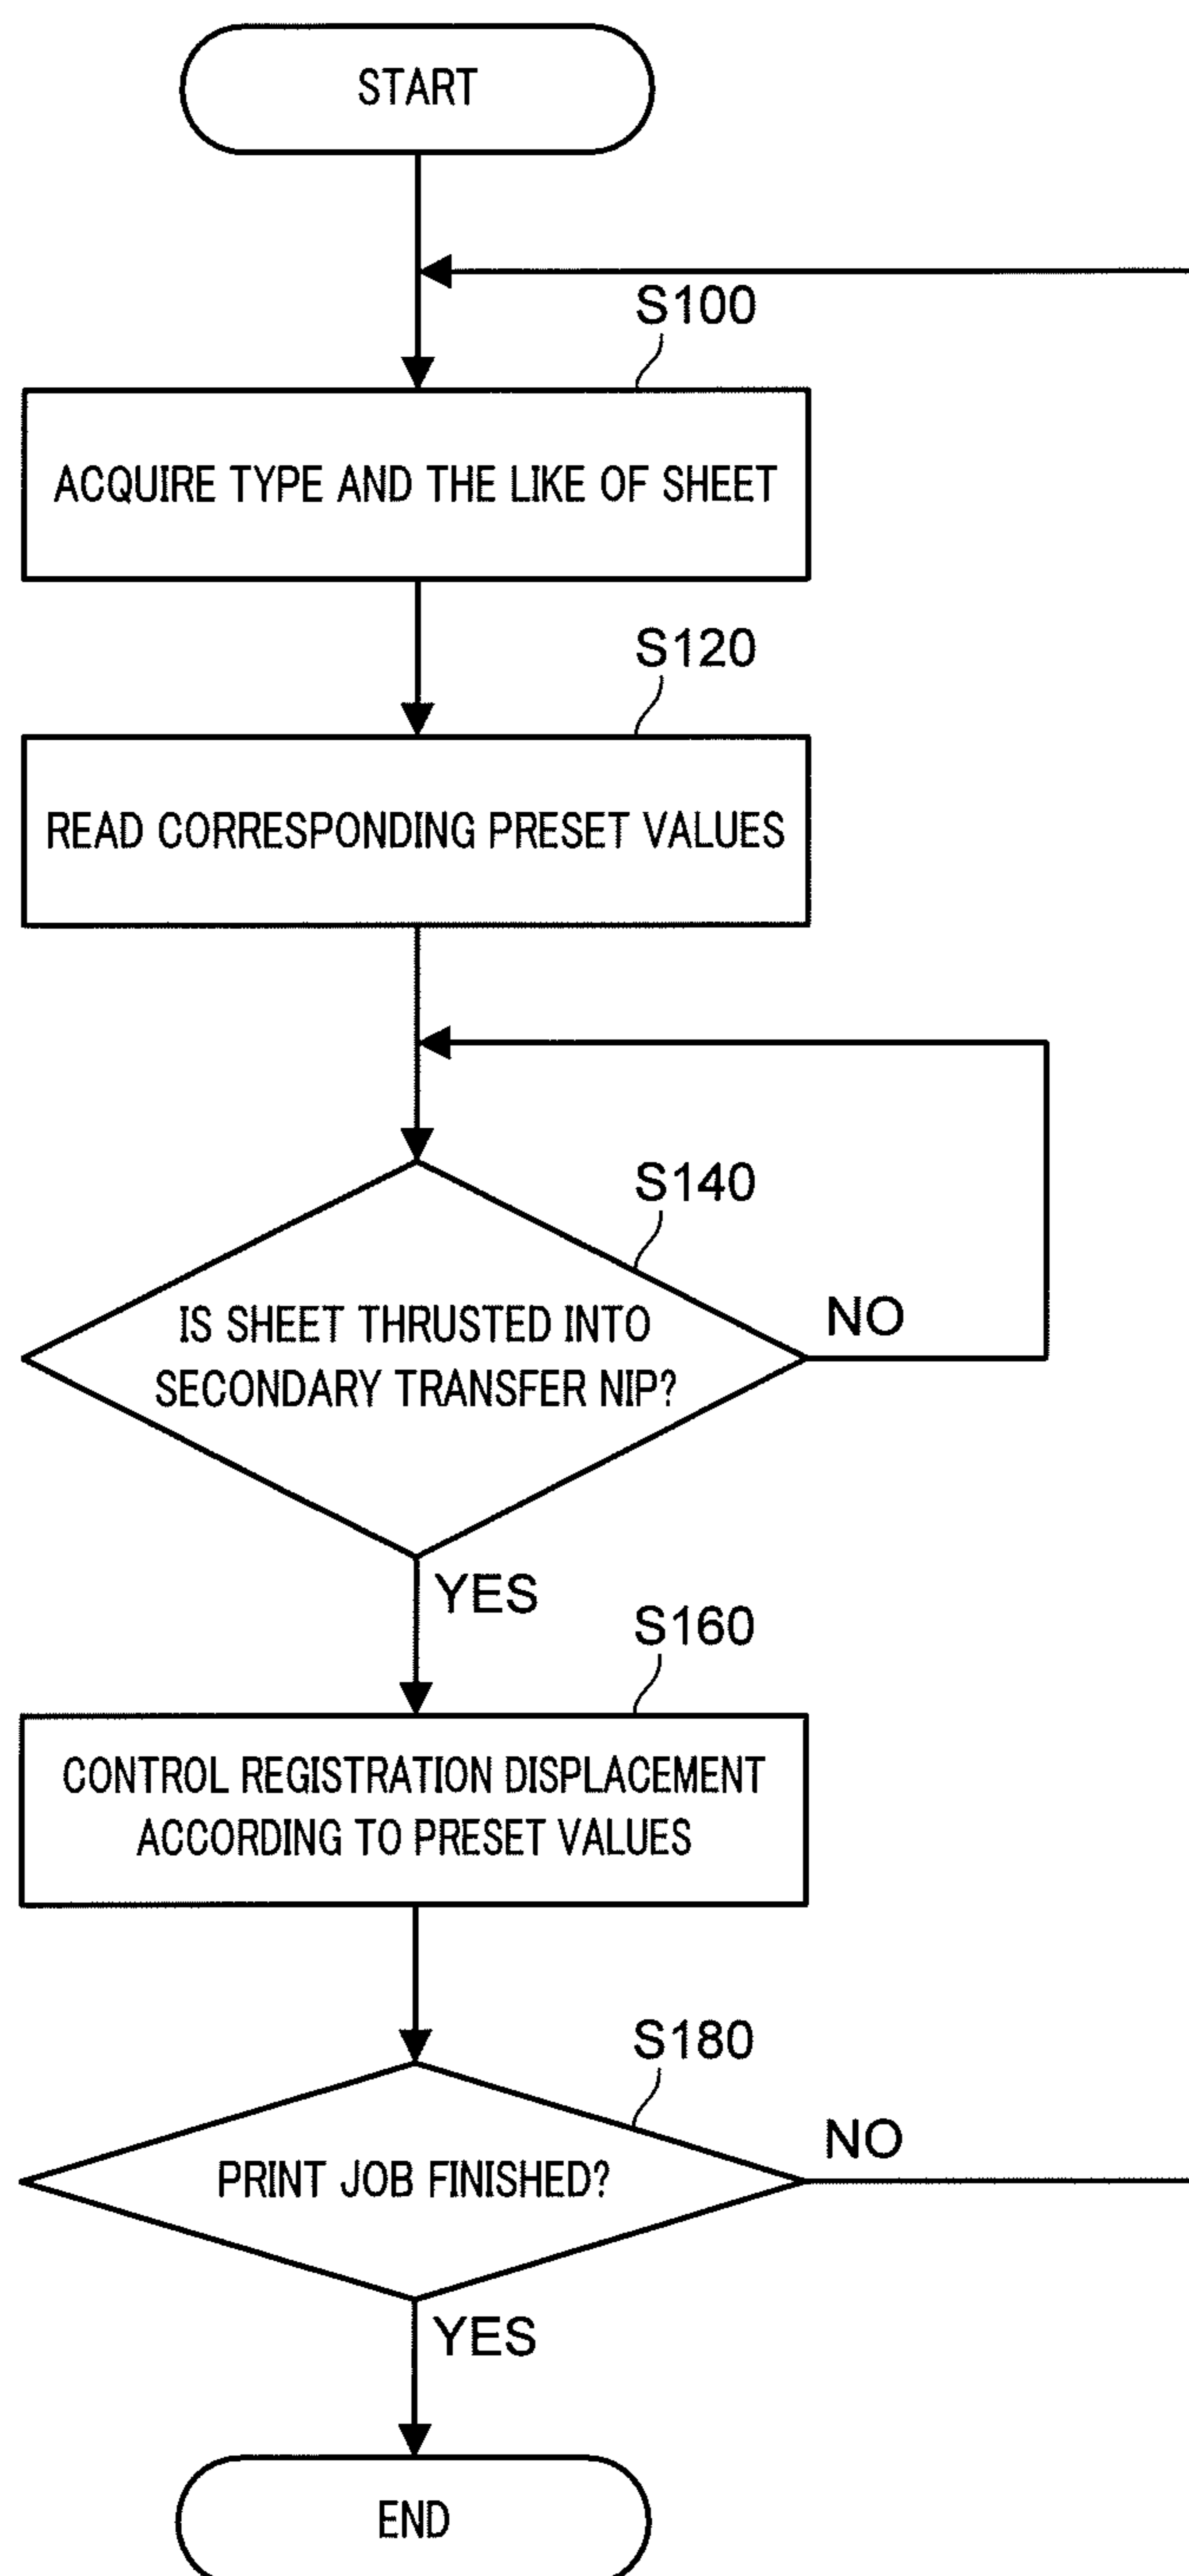 START
S100
ACQUIRE TYPE AND THE LIKE OF SHEET
S120
READ CORRESPONDING PRESET VALUES
S140
IS SHEET THRUSTED INTO
SECONDARY TRANSFER NIP?
NO
YES
S160
CONTROL REGISTRATION DISPLACEMENT
ACCORDING TO PRESET VALUES
S180
PRINT JOB FINISHED?
NO
YES
END